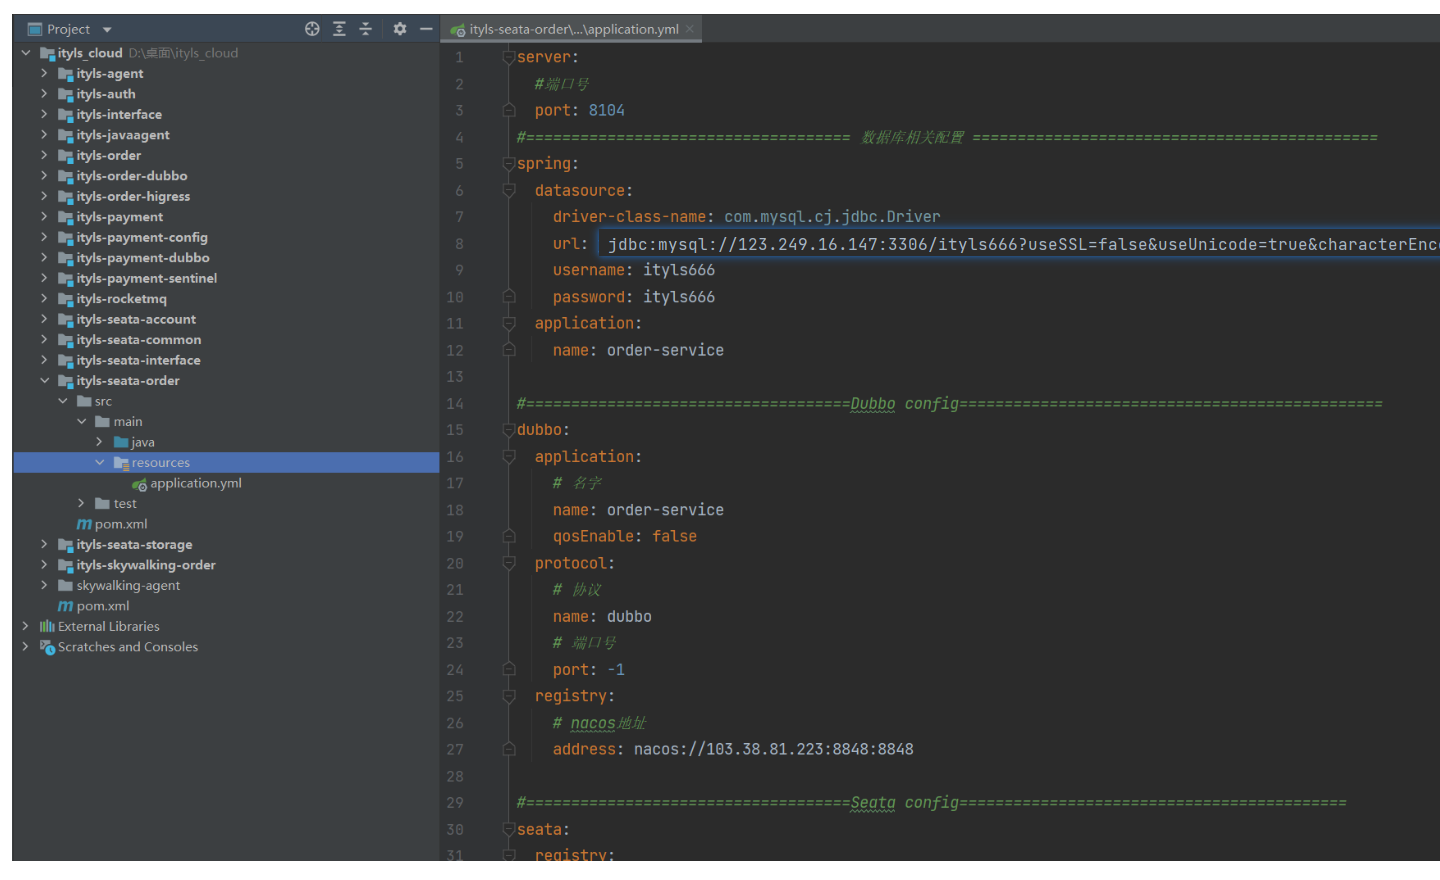 Project
ityls_cloud D:\桌面\ityls_cloud
ityls-agent
ityls-auth
ityls-interface
ityls-javaagent
ityls-order
ityls-order-dubbo
ityls-order-higress
ityls-payment
ityls-payment-config
ityls-payment-dubbo
ityls-payment-sentinel
ityls-rocketmq
ityls-seata-account
ityls-seata-common
ityls-seata-interface
ityls-seata-order
src
main
java
resources
application.yml
test
pom.xml
ityls-seata-storage
ityls-skywalking-order
skywalking-agent
pom.xml
External Libraries
Scratches and Consoles
ityls-seata-order\...\application.yml
1 server:
2 #端口号
3 port: 8104
4 #==================================== 数据库相关配置 =============================================
5 spring:
6 datasource:
7 driver-class-name: com.mysql.cj.jdbc.Driver
8 url: jdbc:mysql://123.249.16.147:3306/ityls666?useSSL=false&useUnicode=true&characterEnc
9 username: ityls666
10 password: ityls666
11 application:
12 name: order-service
13
14 #====================================Dubbo config===============================================
15 dubbo:
16 application:
17 # 名字
18 name: order-service
19 qosEnable: false
20 protocol:
21 # 协议
22 name: dubbo
23 # 端口号
24 port: -1
25 registry:
26 # nacos地址
27 address: nacos://103.38.81.223:8848:8848
28
29 #====================================Seata config===========================================
30 seata:
31 registry: